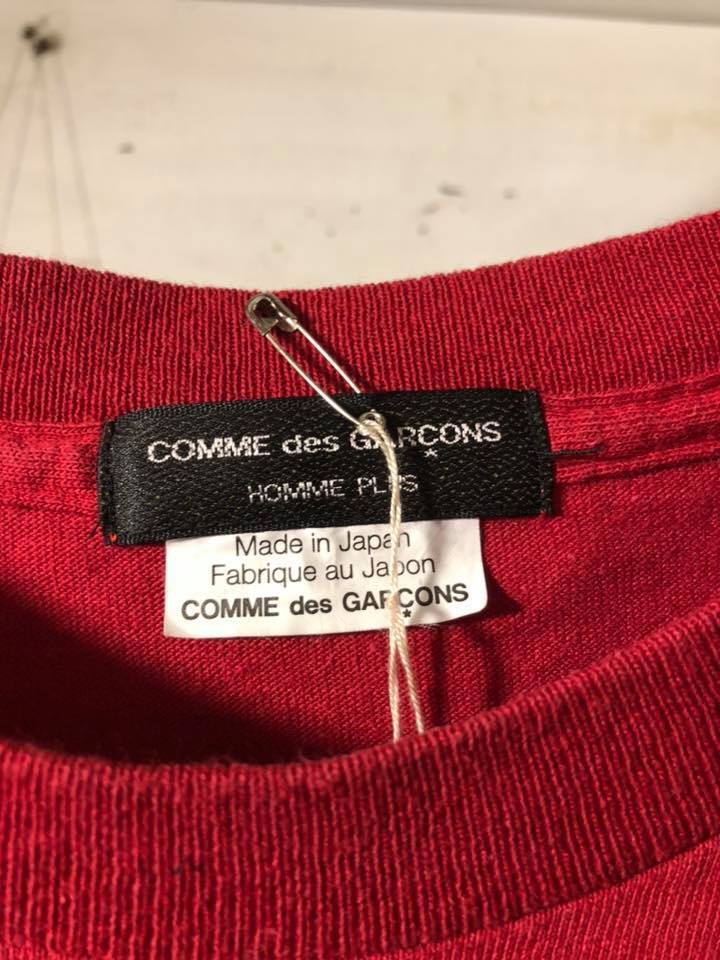 COMME des GARÇONS
HOMME PLUS
Made in Japan
Fabrique au Japon
COMME des GARÇONS